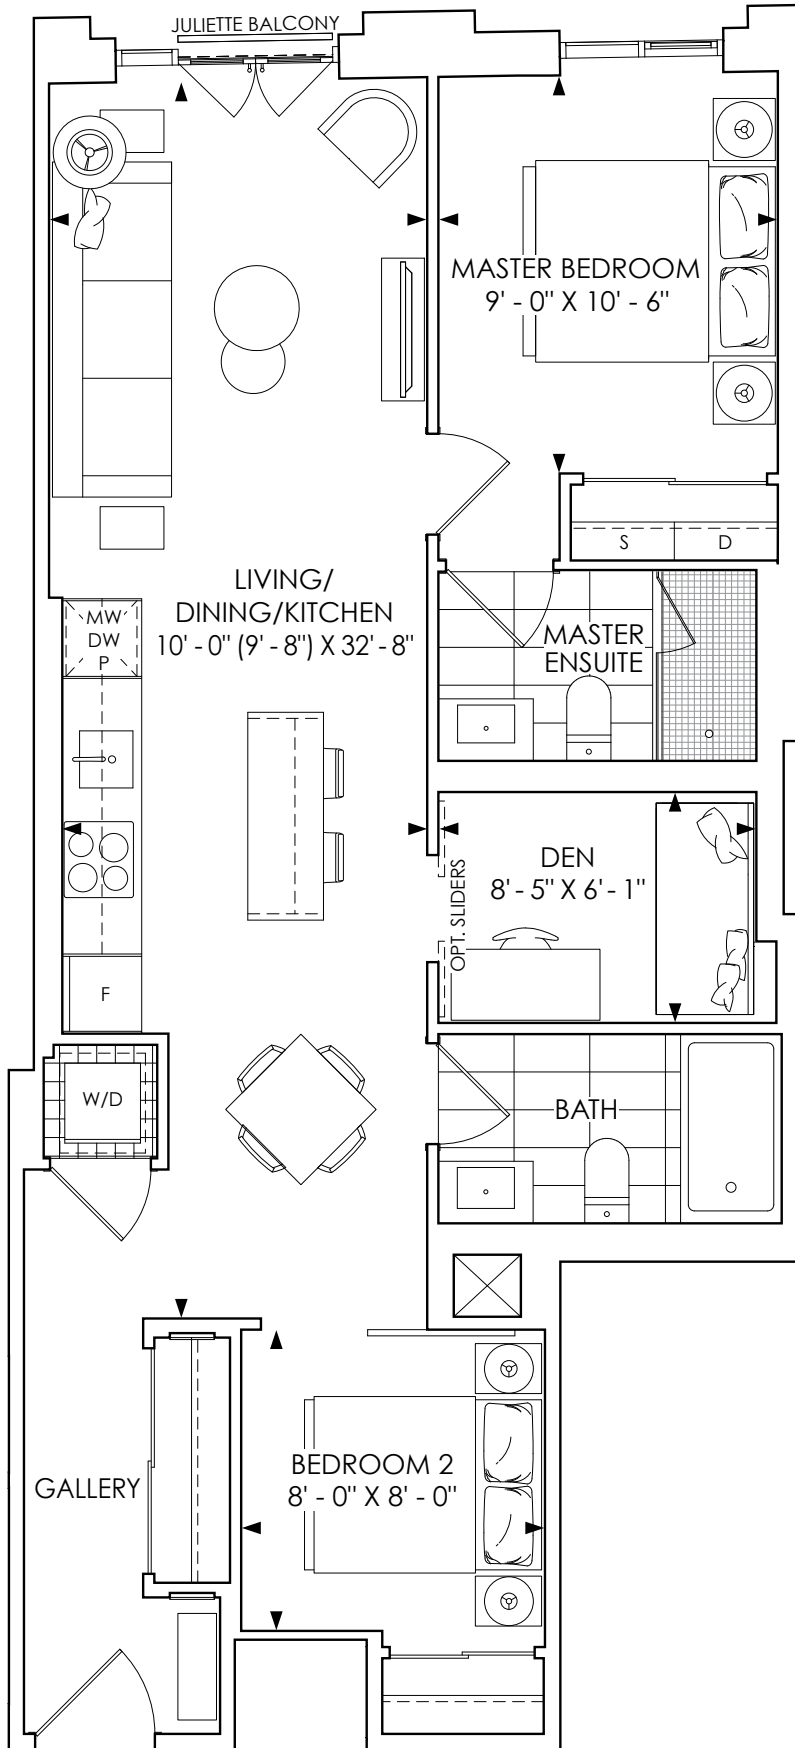 JULIETTE BALCONY
MASTER BEDROOM
9' - 0" X 10' - 6"
S
D
LIVING/
DINING/KITCHEN
10' - 0" (9' - 8") X 32' - 8"
MW
DW
P
MASTER
ENSUITE
DEN
8' - 5" X 6' - 1"
OPT. SLIDERS
F
W/D
BATH
BEDROOM 2
8' - 0" X 8' - 0"
GALLERY